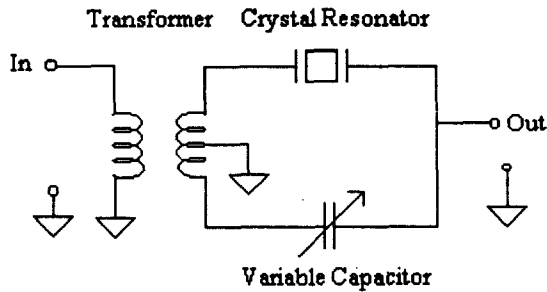 Transformer Crystal Resonator
In
Out
Variable Capacitor